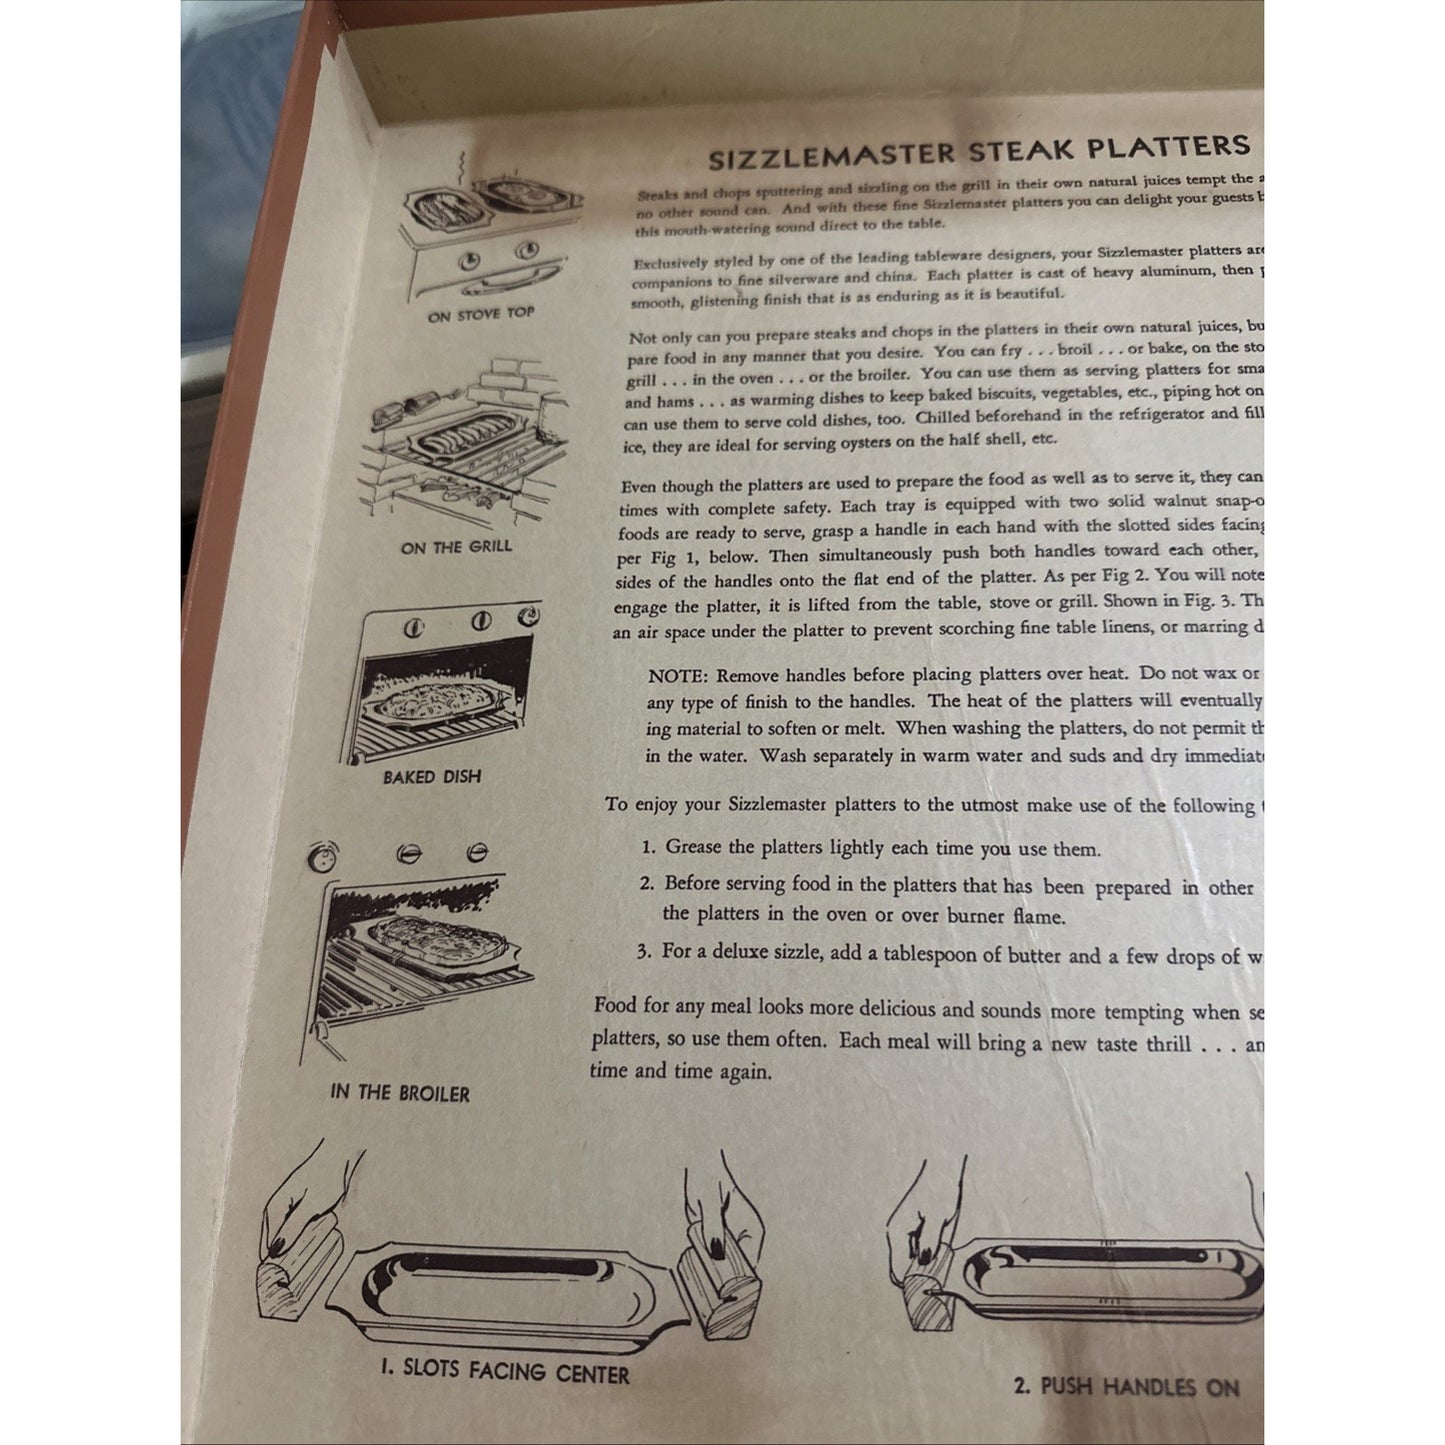 SIZZLEMASTER STEAK PLATTERS
Steaks and chops sputtering and sizzling on the grill in their own natural juices tempt the
no other sound can. And with these fine Sizzlemaster platters you can delight your guests
this mouth-watering sound direct to the table.
Exclusively styled by one of the leading tableware designers, your Sizzlemaster platters are
companions to fine silverware and china. Each platter is cast of heavy aluminum, then
smooth, glistening finish that is as enduring as it is beautiful.
ON STOVE TOP
Not only can you prepare steaks and chops in the platters in their own natural juices, bu
pare food in any manner that you desire. You can fry . . . broil . . . or bake, on the sto
grill . . . in the oven . . . or the broiler. You can use them as serving platters for sma
and hams . . . as warming dishes to keep baked biscuits, vegetables, etc., piping hot on
can use them to serve cold dishes, too. Chilled beforehand in the refrigerator and fill
ice, they are ideal for serving oysters on the half shell, etc.
Even though the platters are used to prepare the food as well as to serve it, they can
times with complete safety. Each tray is equipped with two solid walnut snap-o
foods are ready to serve, grasp a handle in each hand with the slotted sides facing
per Fig 1, below. Then simultaneously push both handles toward each other,
sides of the handles onto the flat end of the platter. As per Fig 2. You will note
engage the platter, it is lifted from the table, stove or grill. Shown in Fig. 3. Th
an air space under the platter to prevent scorching fine table linens, or marring d
ON THE GRILL
NOTE: Remove handles before placing platters over heat. Do not wax or
any type of finish to the handles. The heat of the platters will eventually
ing material to soften or melt. When washing the platters, do not permit th
in the water. Wash separately in warm water and suds and dry immediate
BAKED DISH
To enjoy your Sizzlemaster platters to the utmost make use of the following
1. Grease the platters lightly each time you use them.
2. Before serving food in the platters that has been prepared in other
the platters in the oven or over burner flame.
3. For a deluxe sizzle, add a tablespoon of butter and a few drops of w
Food for any meal looks more delicious and sounds more tempting when se
platters, so use them often. Each meal will bring a new taste thrill . . . an
time and time again.
IN THE BROILER
1. SLOTS FACING CENTER
2. PUSH HANDLES ON